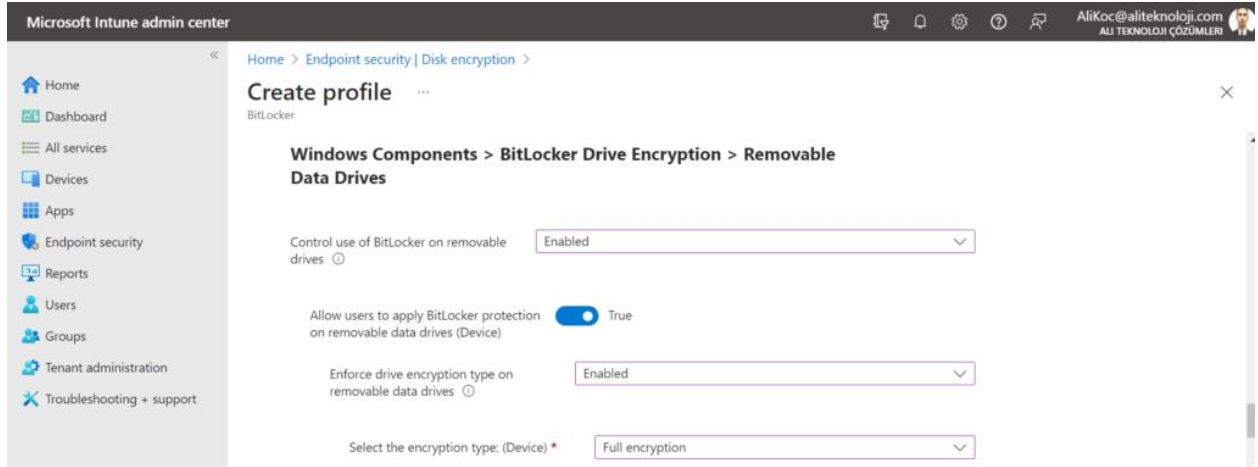 Microsoft Intune admin center
AliKoc@aliteknoloji.com
ALI TEKNOLOJI ÇÖZÜMLERI
Home > Endpoint security | Disk encryption >
Create profile ...
BitLocker
Home
Dashboard
All services
Devices
Apps
Endpoint security
Reports
Users
Groups
Tenant administration
Troubleshooting + support
Windows Components > BitLocker Drive Encryption > Removable
Data Drives
Control use of BitLocker on removable
drives
Enabled
Allow users to apply BitLocker protection
on removable data drives (Device)
True
Enforce drive encryption type on
removable data drives
Enabled
Select the encryption type: (Device) *
Full encryption